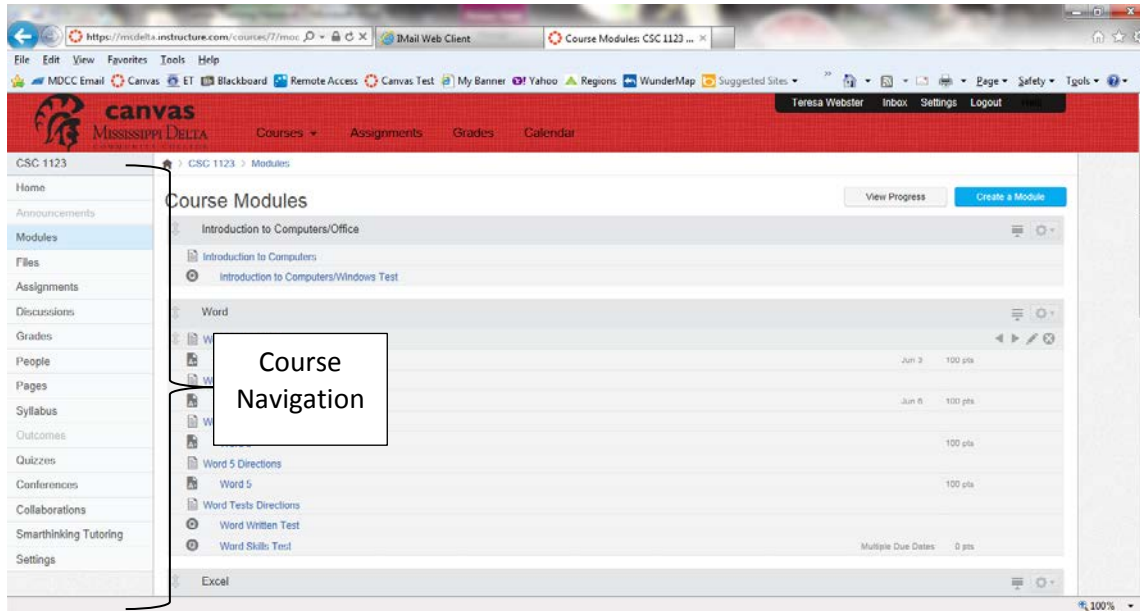 https://mcdelta.instructure.com/courses/7/moc
IMail Web Client
Course Modules: CSC 1123 ...
File Edit View Favorites Tools Help
MDCC Email Canvas ET Blackboard Remote Access Canvas Test My Banner Yahoo Regions WunderMap Suggested Sites
Page Safety Tools
Teresa Webster Inbox Settings Logout
canvas
MISSISSIPPI DELTA
COMMUNITY COLLEGE
Courses Assignments Grades Calendar
CSC 1123
CSC 1123 > Modules
Home
Announcements
Modules
Files
Assignments
Discussions
Grades
People
Pages
Syllabus
Outcomes
Quizzes
Conferences
Collaborations
Smarthinking Tutoring
Settings
Course Modules
View Progress Create a Module
Introduction to Computers/Office
Introduction to Computers
Introduction to Computers/Windows Test
Word
Jun 3 100 pts
Jun 6 100 pts
100 pts
Word 5 Directions
Word 5 100 pts
Word Tests Directions
Word Written Test
Word Skills Test Multiple Due Dates 0 pts
Excel
Course
Navigation
100%